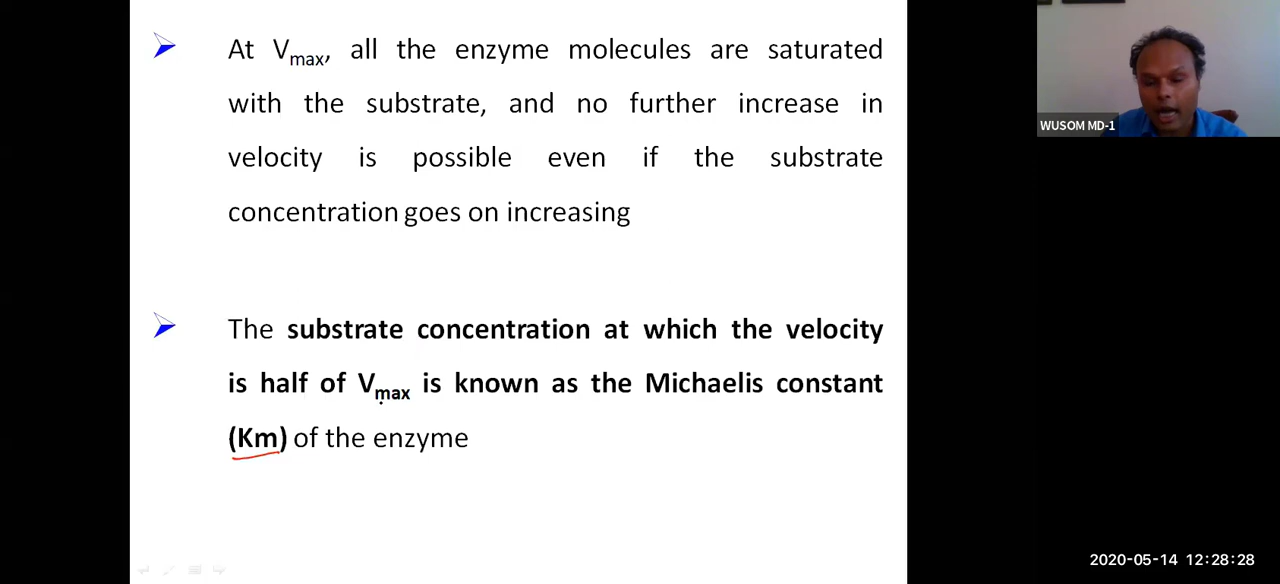 At Vmax, all the enzyme molecules are saturated
with the substrate, and no further increase in
velocity is possible even if the substrate
concentration goes on increasing
The substrate concentration at which the velocity
is half of Vmax is known as the Michaelis constant
(Km) of the enzyme
WUSOM MD-1
2020-05-14 12:28:28